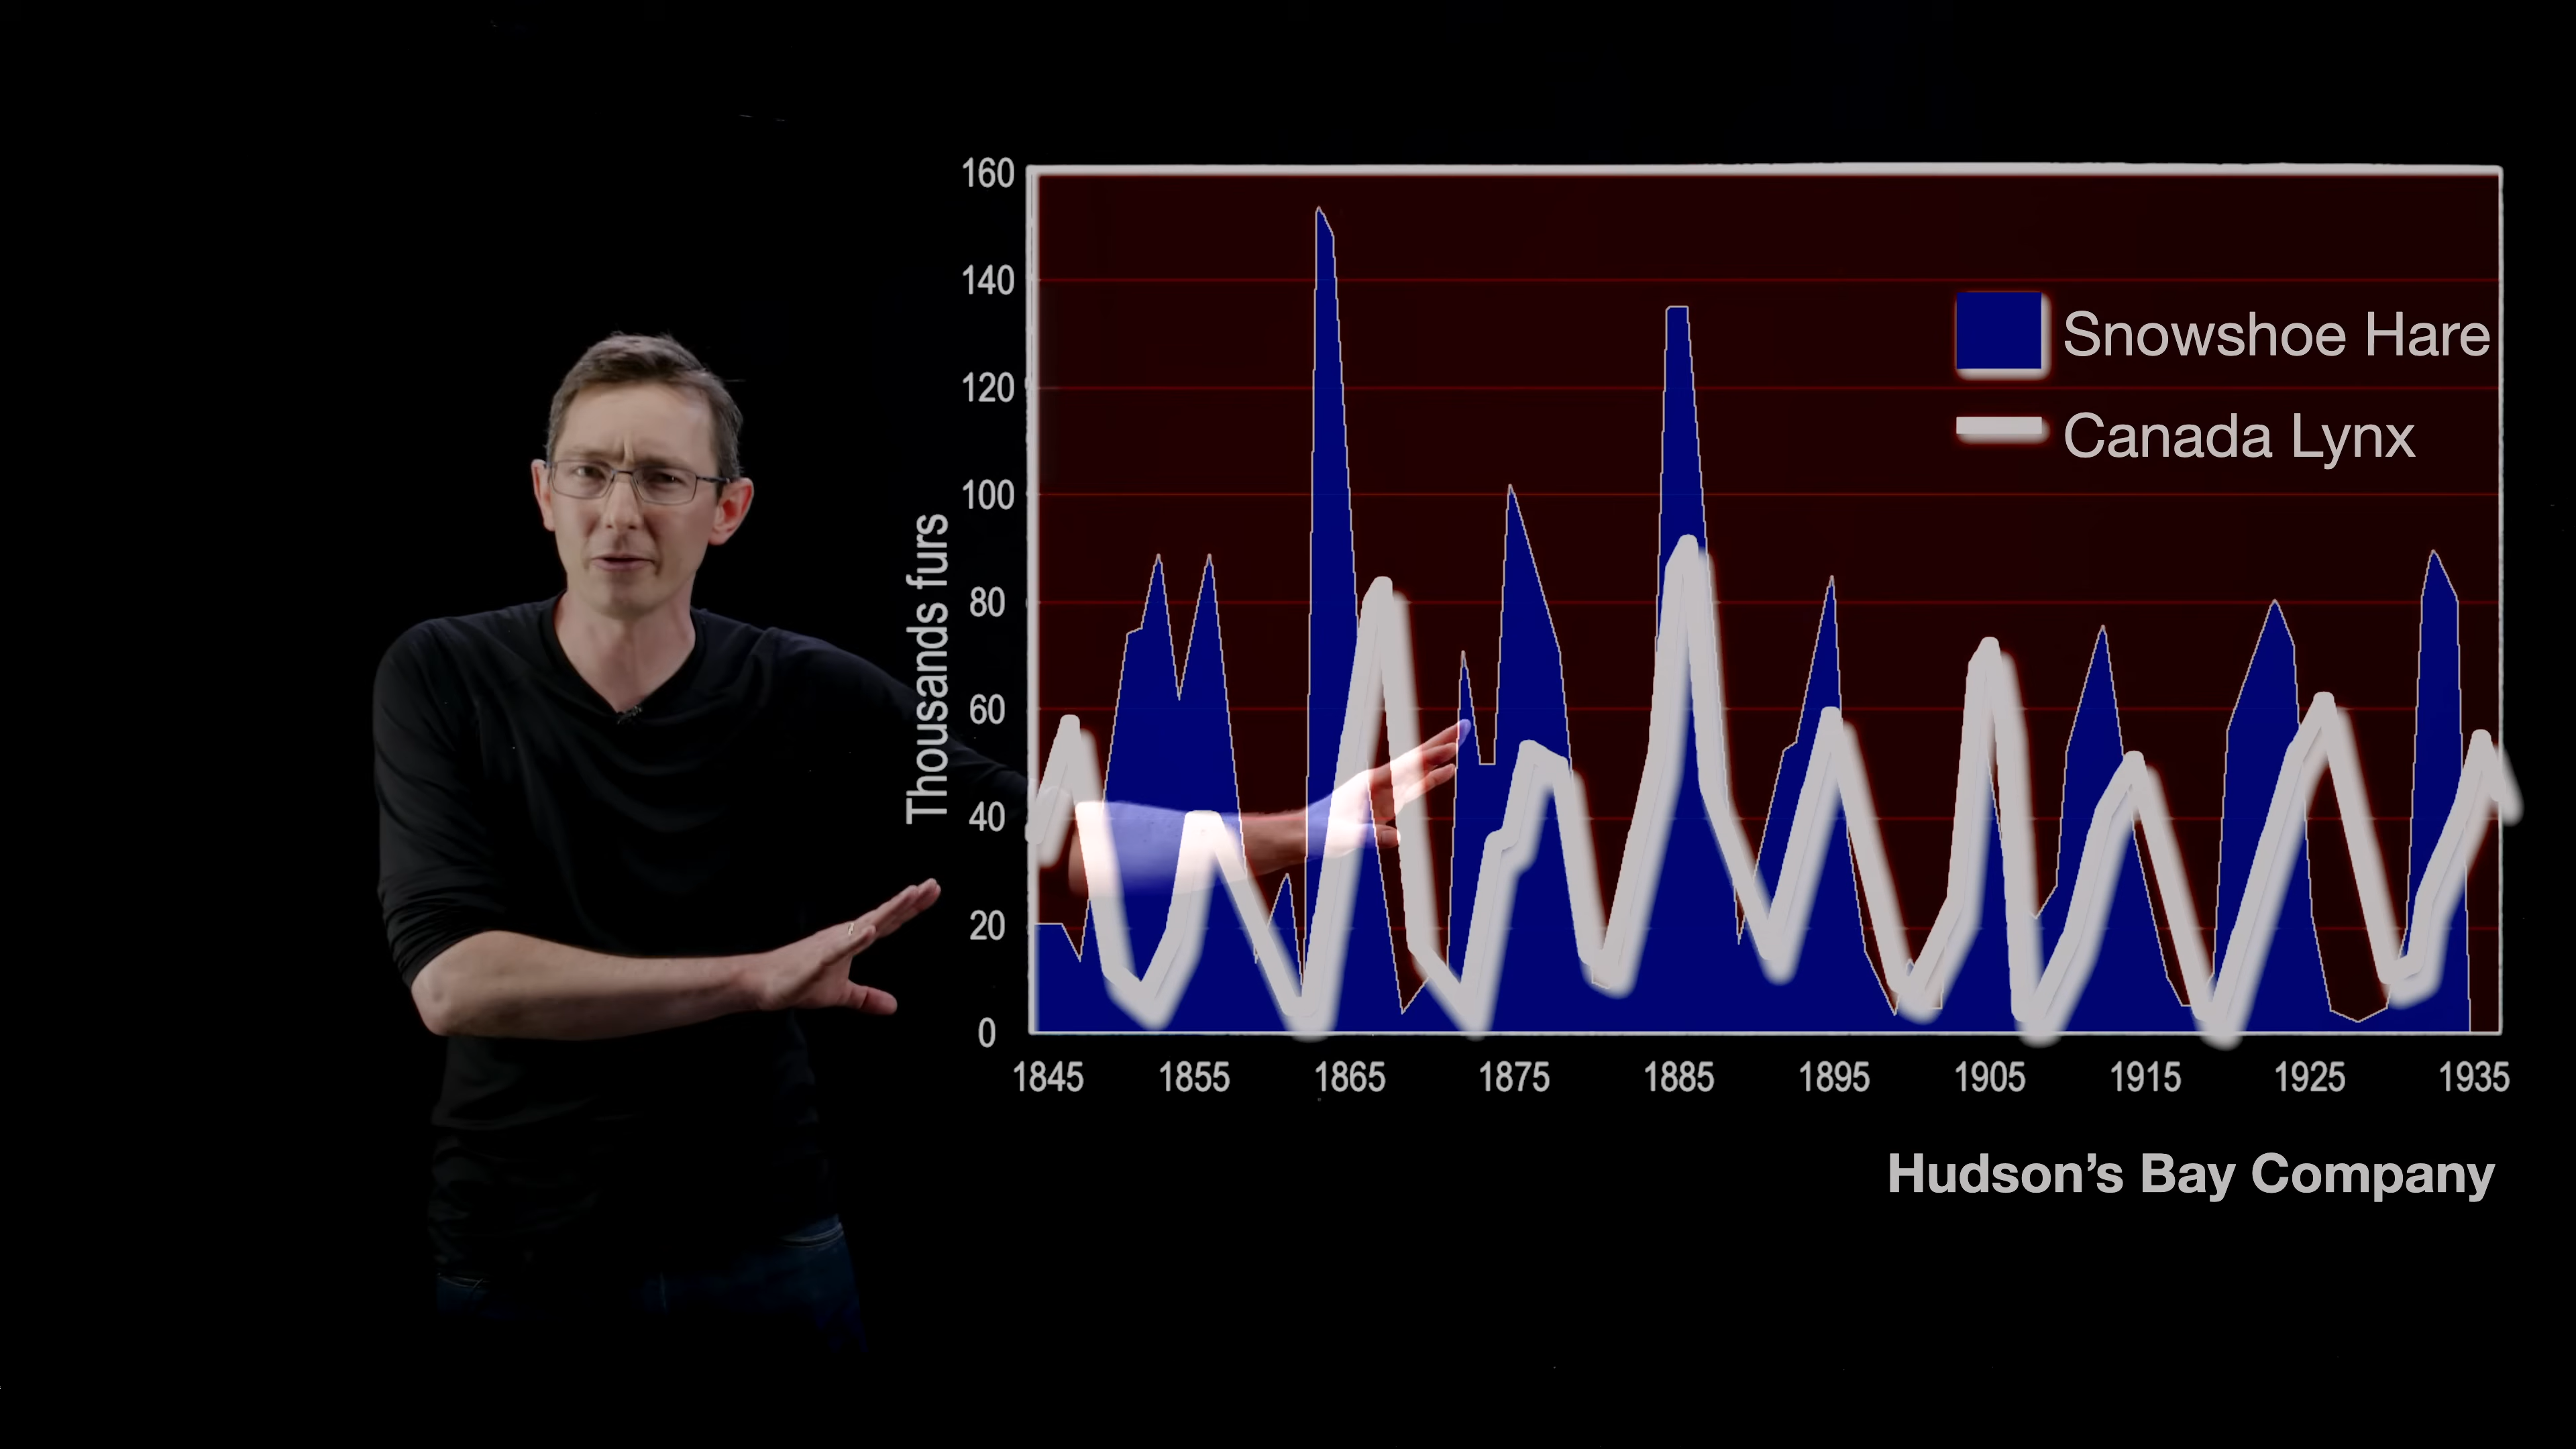 160
140
120
100
80
60
40
20
0
Thousands furs
Snowshoe Hare
Canada Lynx
1845 1855 1865 1875 1885 1895 1905 1915 1925 1935
Hudson’s Bay Company